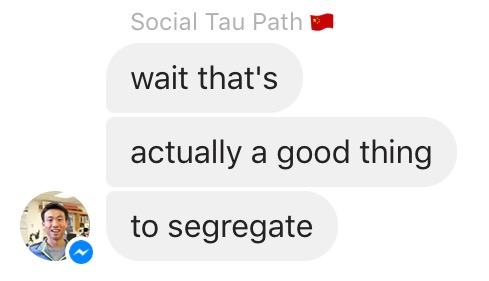 Social Tau Path 🇨🇳
wait that's
actually a good thing
to segregate